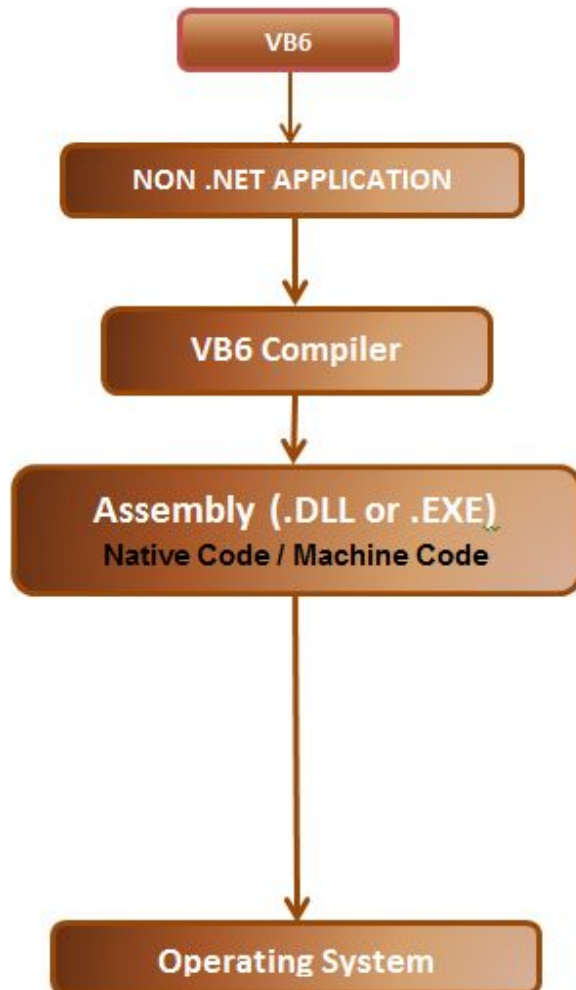 VB6
NON .NET APPLICATION
VB6 Compiler
Assembly (.DLL or .EXE)
Native Code / Machine Code
Operating System